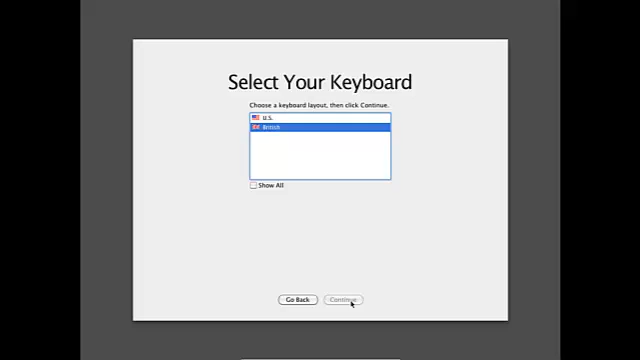 Select Your Keyboard
Choose a keyboard layout, then click Continue.
U.S.
British
Show All
Go Back Continue